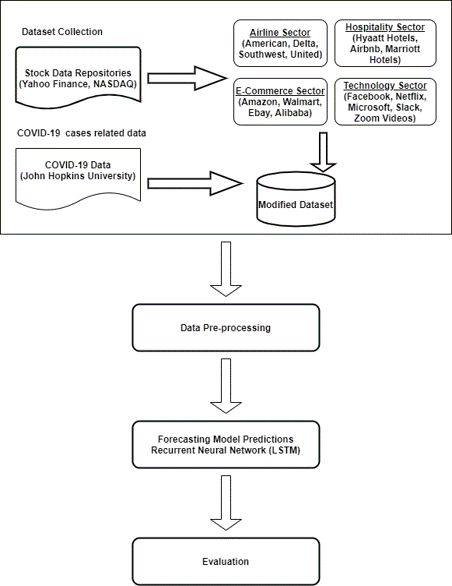 Dataset Collection
Stock Data Repositories
(Yahoo Finance, NASDAQ)
Airline Sector
(American, Delta,
Southwest, United)
Hospitality Sector
(Hyaatt Hotels,
Airbnb, Marriott
Hotels)
E-Commerce Sector
(Amazon, Walmart,
Ebay, Alibaba)
Technology Sector
(Facebook, Netflix,
Microsoft, Slack,
Zoom Videos)
COVID-19 cases related data
COVID-19 Data
(John Hopkins University)
Modified Dataset
Data Pre-processing
Forecasting Model Predictions
Recurrent Neural Network (LSTM)
Evaluation